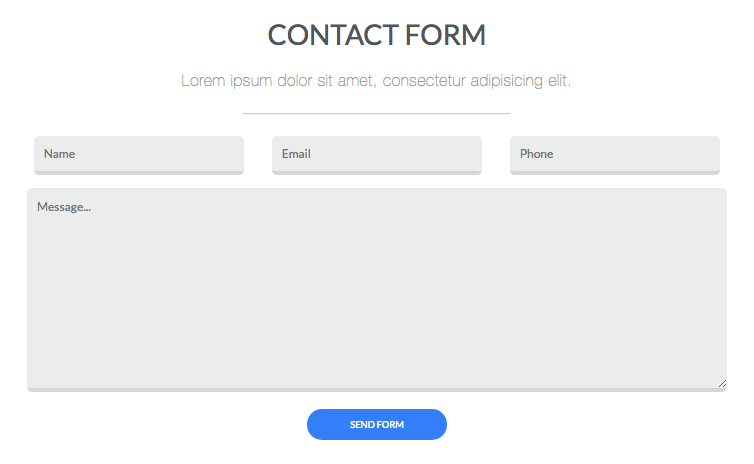 CONTACT FORM
Lorem ipsum dolor sit amet, consectetur adipisicing elit.
Name
Email
Phone
Message...
SEND FORM